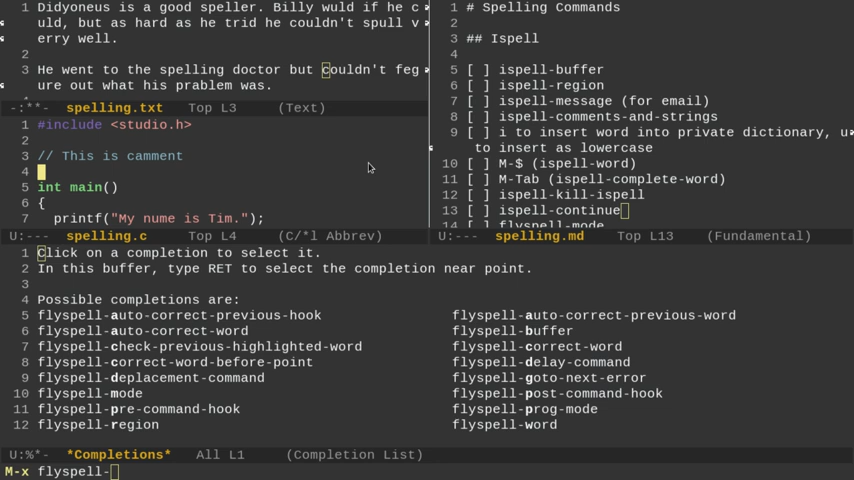 1 Didyoneus is a good speller. Billy wuld if he c
uld, but as hard as he trid he couldn't spull v
erry well.
2
3 He went to the spelling doctor but couldn't feg
ure out what his prablem was.
-:**- spelling.txt Top L3 (Text)
1 #include <studio.h>
2
3 // This is camment
4
5 int main()
6 {
7 printf("My nume is Tim.");
U:--- spelling.c Top L4 (C/*l Abbrev)
1 # Spelling Commands
2
3 ## Ispell
4
5 [ ] ispell-buffer
6 [ ] ispell-region
7 [ ] ispell-message (for email)
8 [ ] ispell-comments-and-strings
9 [ ] i to insert word into private dictionary, u
to insert as lowercase
10 [ ] M-$ (ispell-word)
11 [ ] M-Tab (ispell-complete-word)
12 [ ] ispell-kill-ispell
13 [ ] ispell-continue
14 [ ] flyspell-mode
U:--- spelling.md Top L13 (Fundamental)
1 Click on a completion to select it.
2 In this buffer, type RET to select the completion near point.
3
4 Possible completions are:
5 flyspell-auto-correct-previous-hook flyspell-auto-correct-previous-word
6 flyspell-auto-correct-word flyspell-buffer
7 flyspell-check-previous-highlighted-word flyspell-correct-word
8 flyspell-correct-word-before-point flyspell-delay-command
9 flyspell-deplacement-command flyspell-goto-next-error
10 flyspell-mode flyspell-post-command-hook
11 flyspell-pre-command-hook flyspell-prog-mode
12 flyspell-region flyspell-word
U:%*- *Completions* All L1 (Completion List)
M-x flyspell-